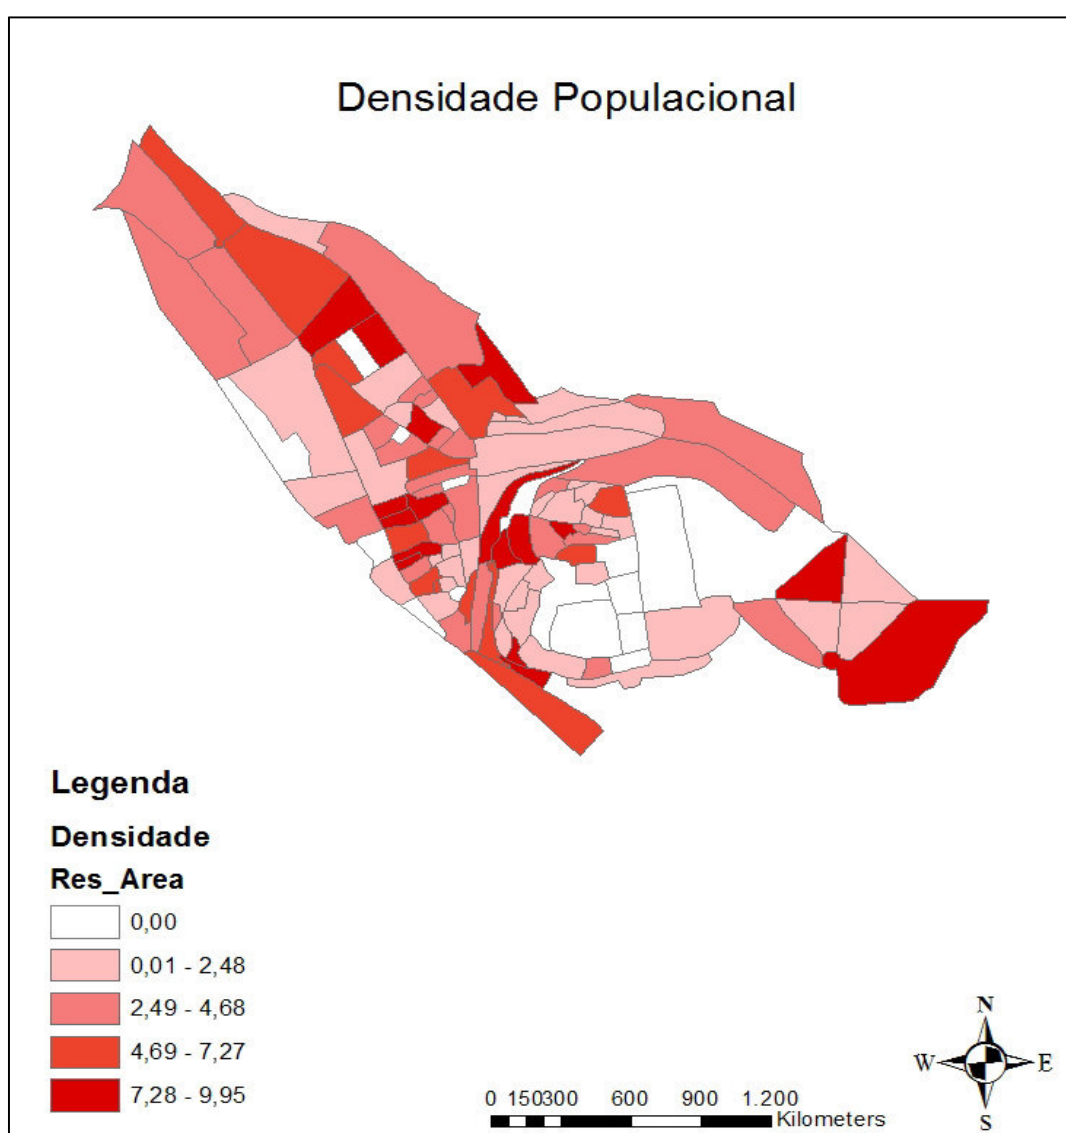 Densidade Populacional
Legenda
Densidade
Res_Area
0,00
0,01 - 2,48
2,49 - 4,68
4,69 - 7,27
7,28 - 9,95
N
W E
S
0 150300 600 900 1.200
Kilometers